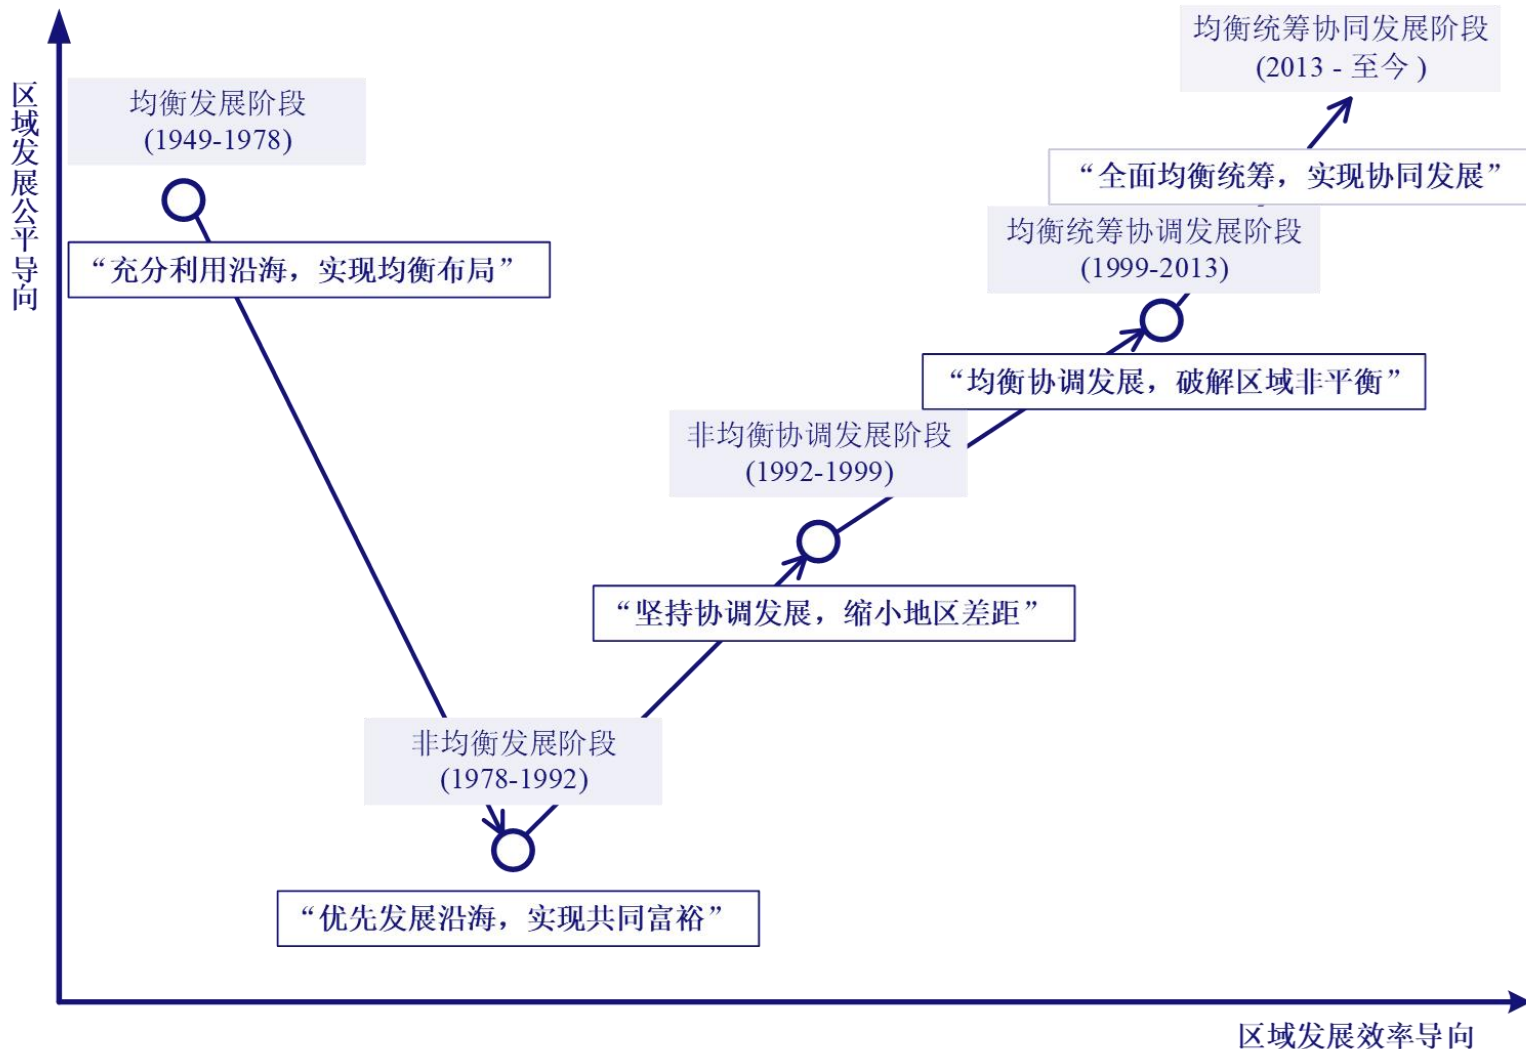 均衡统筹协同发展阶段
(2013 - 至今 )
区域发展公平导向
均衡发展阶段
(1949-1978)
“全面均衡统筹，实现协同发展”
“充分利用沿海，实现均衡布局”
均衡统筹协调发展阶段
(1999-2013)
“均衡协调发展，破解区域非平衡”
非均衡协调发展阶段
(1992-1999)
“坚持协调发展，缩小地区差距”
非均衡发展阶段
(1978-1992)
“优先发展沿海，实现共同富裕”
区域发展效率导向